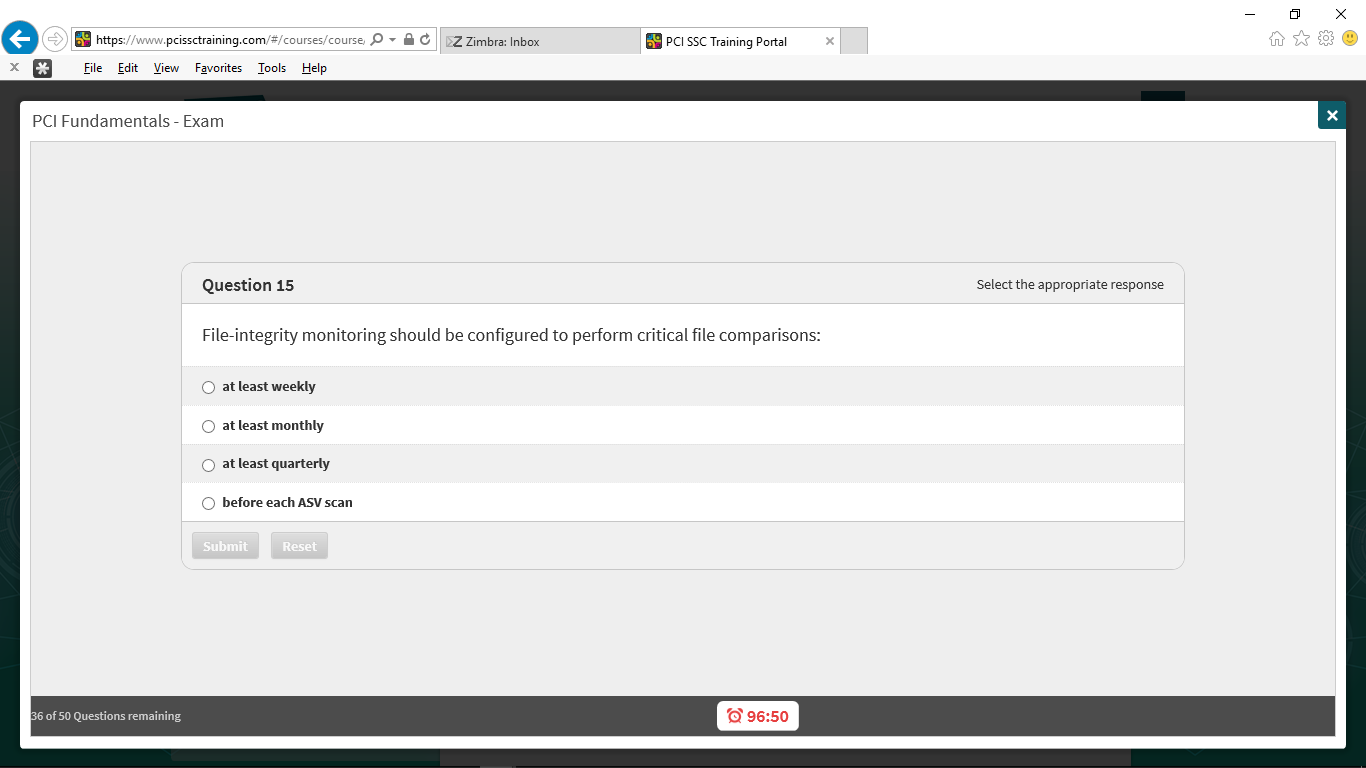 https://www.pcissctraining.com/#/courses/course,
Zimbra: Inbox
PCI SSC Training Portal
File Edit View Favorites Tools Help
PCI Fundamentals - Exam
Question 15
Select the appropriate response
File-integrity monitoring should be configured to perform critical file comparisons:
at least weekly
at least monthly
at least quarterly
before each ASV scan
Submit Reset
36 of 50 Questions remaining
96:50